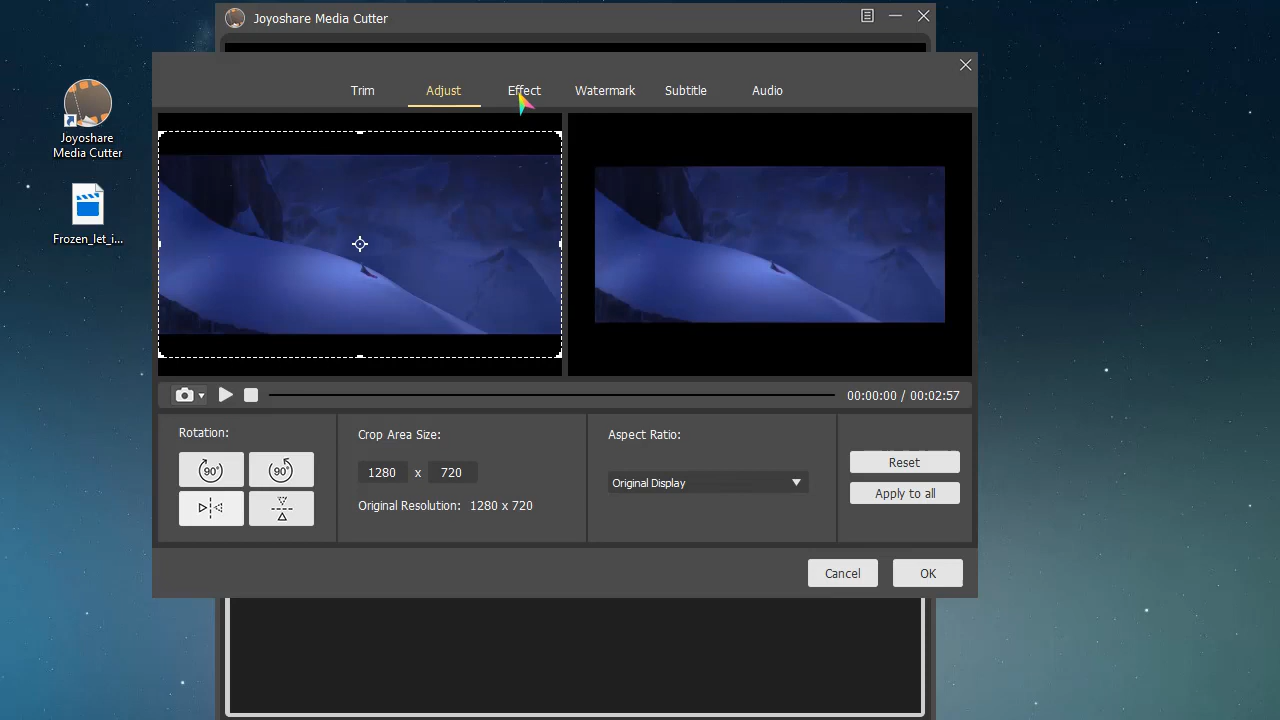 Joyoshare Media Cutter
Trim
Adjust
Effect
Watermark
Subtitle
Audio
Joyoshare
Media Cutter
Frozen_let_i...
00:00:00 / 00:02:57
Rotation:
90°
90°
Crop Area Size:
1280 x 720
Original Resolution: 1280 x 720
Aspect Ratio:
Original Display
Reset
Apply to all
Cancel
OK